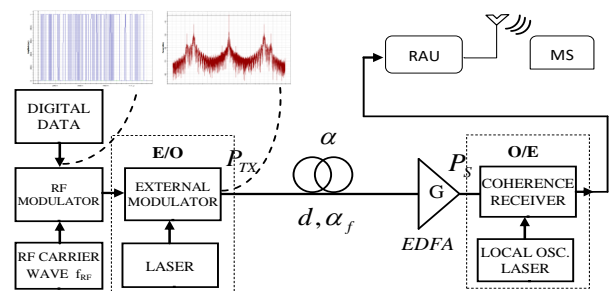 RAU
MS
DIGITAL
DATA
E/O
P_TX
α
P_S
O/E
RF
MODULATOR
EXTERNAL
MODULATOR
G
COHERENCE
RECEIVER
d, α_f
EDFA
RF CARRIER
WAVE f_RF
LASER
LOCAL OSC.
LASER